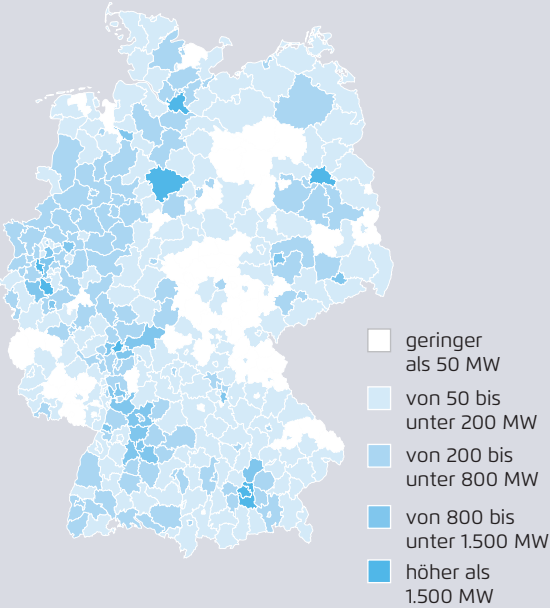 geringer
als 50 MW
von 50 bis
unter 200 MW
von 200 bis
unter 800 MW
von 800 bis
unter 1.500 MW
höher als
1.500 MW